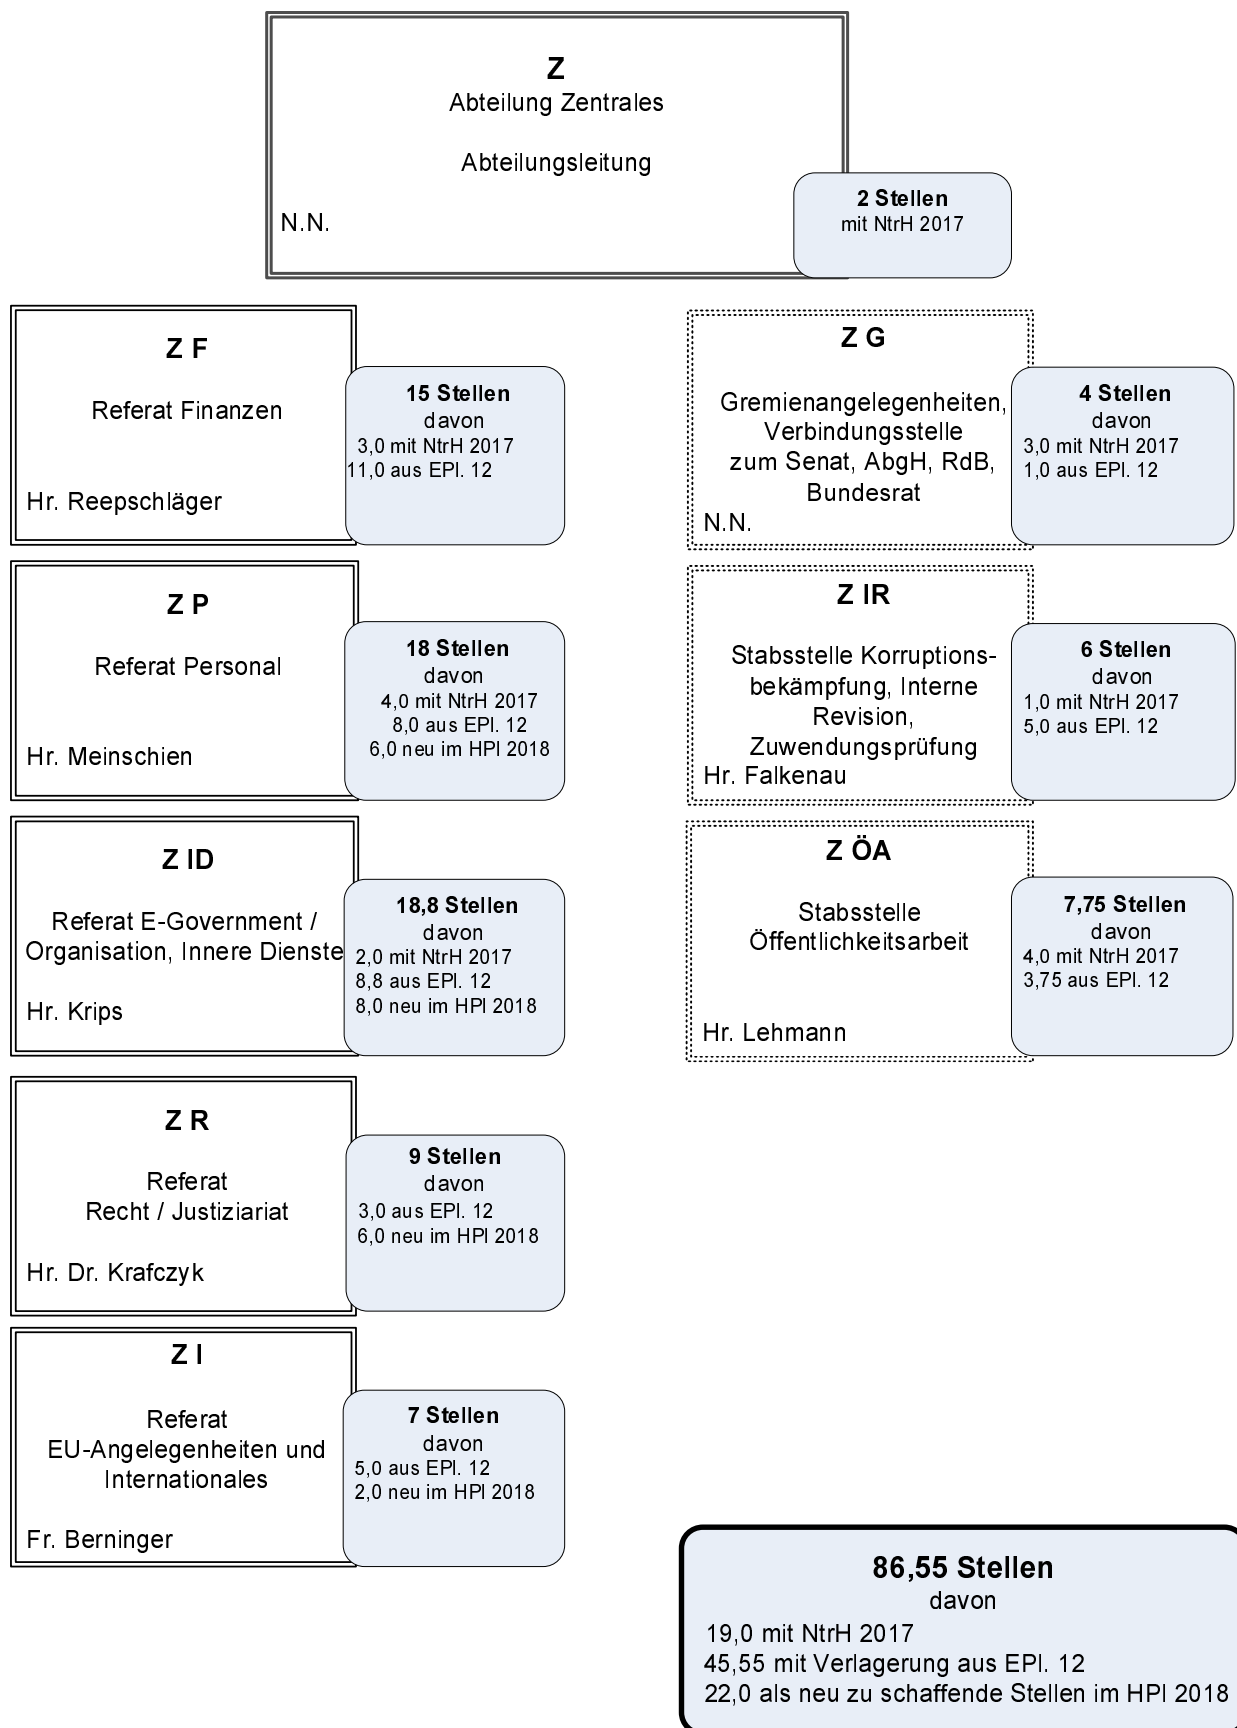 Z
Abteilung Zentrales
Abteilungsleitung
N.N.
2 Stellen
mit NtrH 2017
Z F
Referat Finanzen
Hr. Reepschläger
15 Stellen
davon
3,0 mit NtrH 2017
11,0 aus EPl. 12
Z G
Gremienangelegenheiten,
Verbindungsstelle
zum Senat, AbgH, RdB,
Bundesrat
N.N.
4 Stellen
davon
3,0 mit NtrH 2017
1,0 aus EPl. 12
Z P
Referat Personal
Hr. Meinschien
18 Stellen
davon
4,0 mit NtrH 2017
8,0 aus EPl. 12
6,0 neu im HPl 2018
Z IR
Stabsstelle Korruptions-
bekämpfung, Interne
Revision,
Zuwendungsprüfung
Hr. Falkenau
6 Stellen
davon
1,0 mit NtrH 2017
5,0 aus EPl. 12
Z ID
Referat E-Government /
Organisation, Innere Dienste
Hr. Krips
18,8 Stellen
davon
2,0 mit NtrH 2017
8,8 aus EPl. 12
8,0 neu im HPl 2018
Z ÖA
Stabsstelle
Öffentlichkeitsarbeit
Hr. Lehmann
7,75 Stellen
davon
4,0 mit NtrH 2017
3,75 aus EPl. 12
Z R
Referat
Recht / Justiziariat
Hr. Dr. Krafczyk
9 Stellen
davon
3,0 aus EPl. 12
6,0 neu im HPl 2018
Z I
Referat
EU-Angelegenheiten und
Internationales
Fr. Berninger
7 Stellen
davon
5,0 aus EPl. 12
2,0 neu im HPl 2018
86,55 Stellen
davon
19,0 mit NtrH 2017
45,55 mit Verlagerung aus EPl. 12
22,0 als neu zu schaffende Stellen im HPl 2018